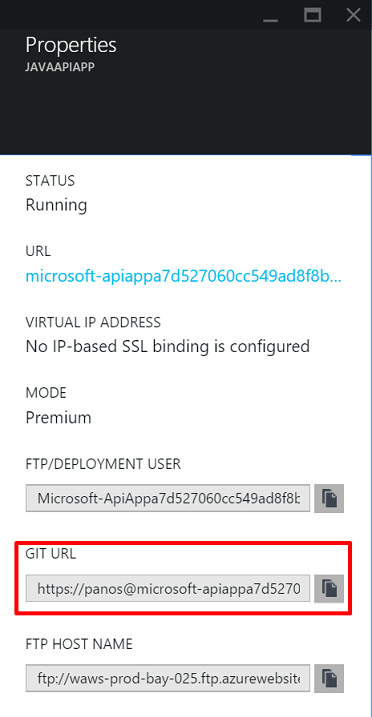 Properties
JAVAAPIAPP
STATUS
Running
URL
microsoft-apiappa7d527060cc549ad8f8b...
VIRTUAL IP ADDRESS
No IP-based SSL binding is configured
MODE
Premium
FTP/DEPLOYMENT USER
Microsoft-ApiAppa7d527060cc549ad8f8b
GIT URL
https://panos@microsoft-apiappa7d5270
FTP HOST NAME
ftp://waws-prod-bay-025.ftp.azurewebsite